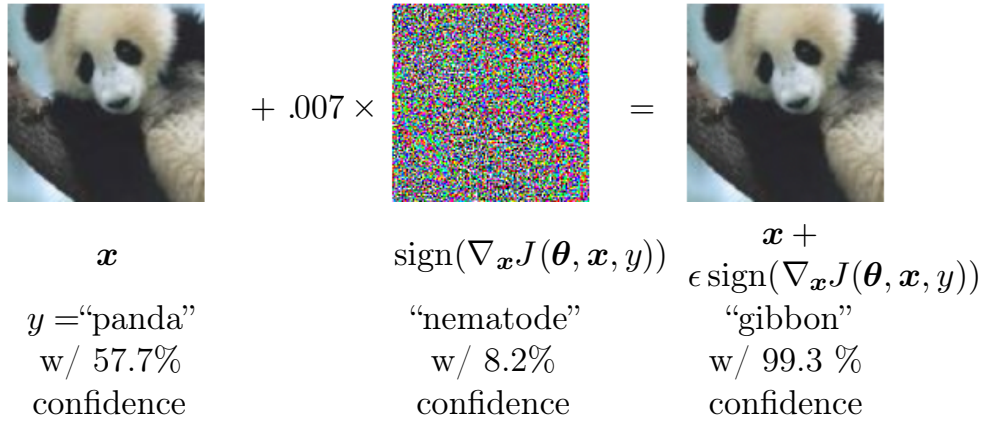 + .007 ×
=
x
sign(∇ₓJ(θ, x, y))
x +
ϵ sign(∇ₓJ(θ, x, y))
y =“panda”
w/ 57.7%
confidence
“nematode”
w/ 8.2%
confidence
“gibbon”
w/ 99.3 %
confidence